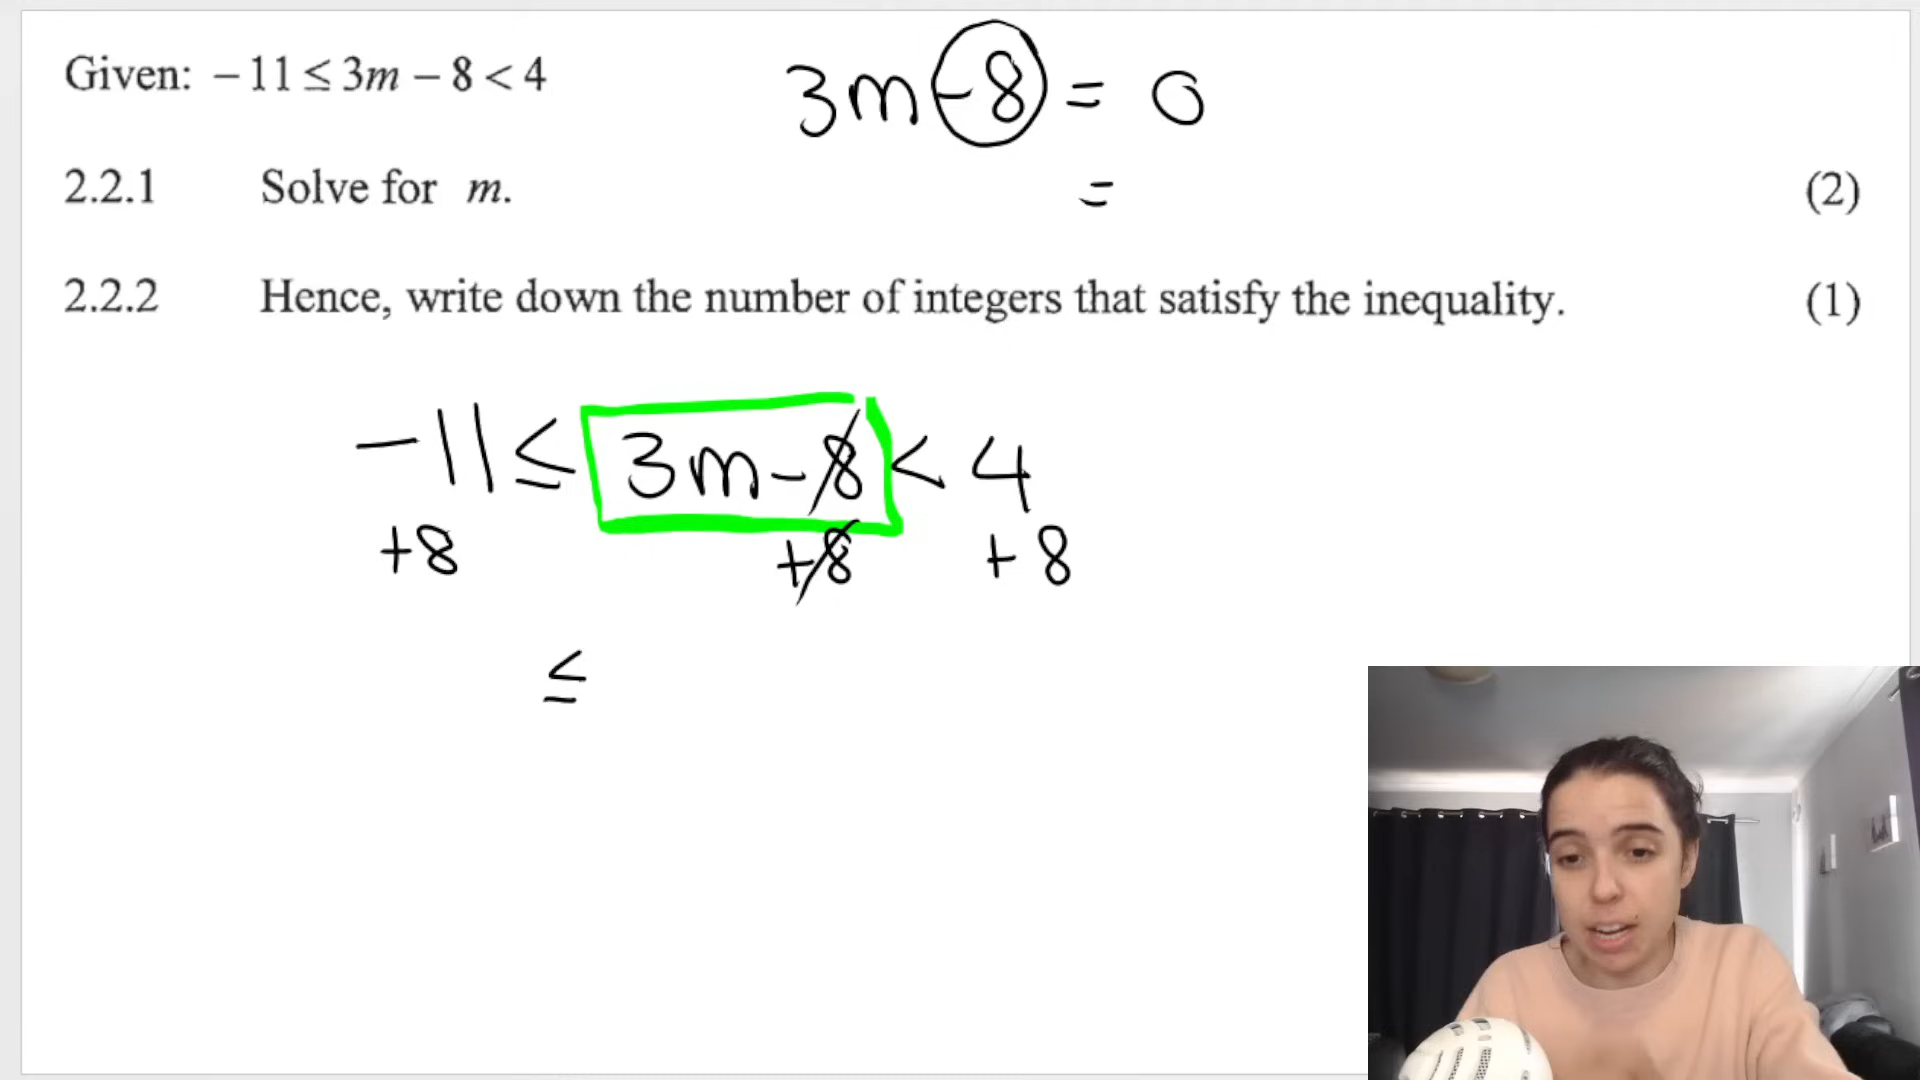 Given: −11 ≤ 3m − 8 < 4
3m − 8 = 0
2.2.1 Solve for m. (2)
=
2.2.2 Hence, write down the number of integers that satisfy the inequality. (1)
−11 ≤ 3m − 8 < 4
+8 +8 +8
≤